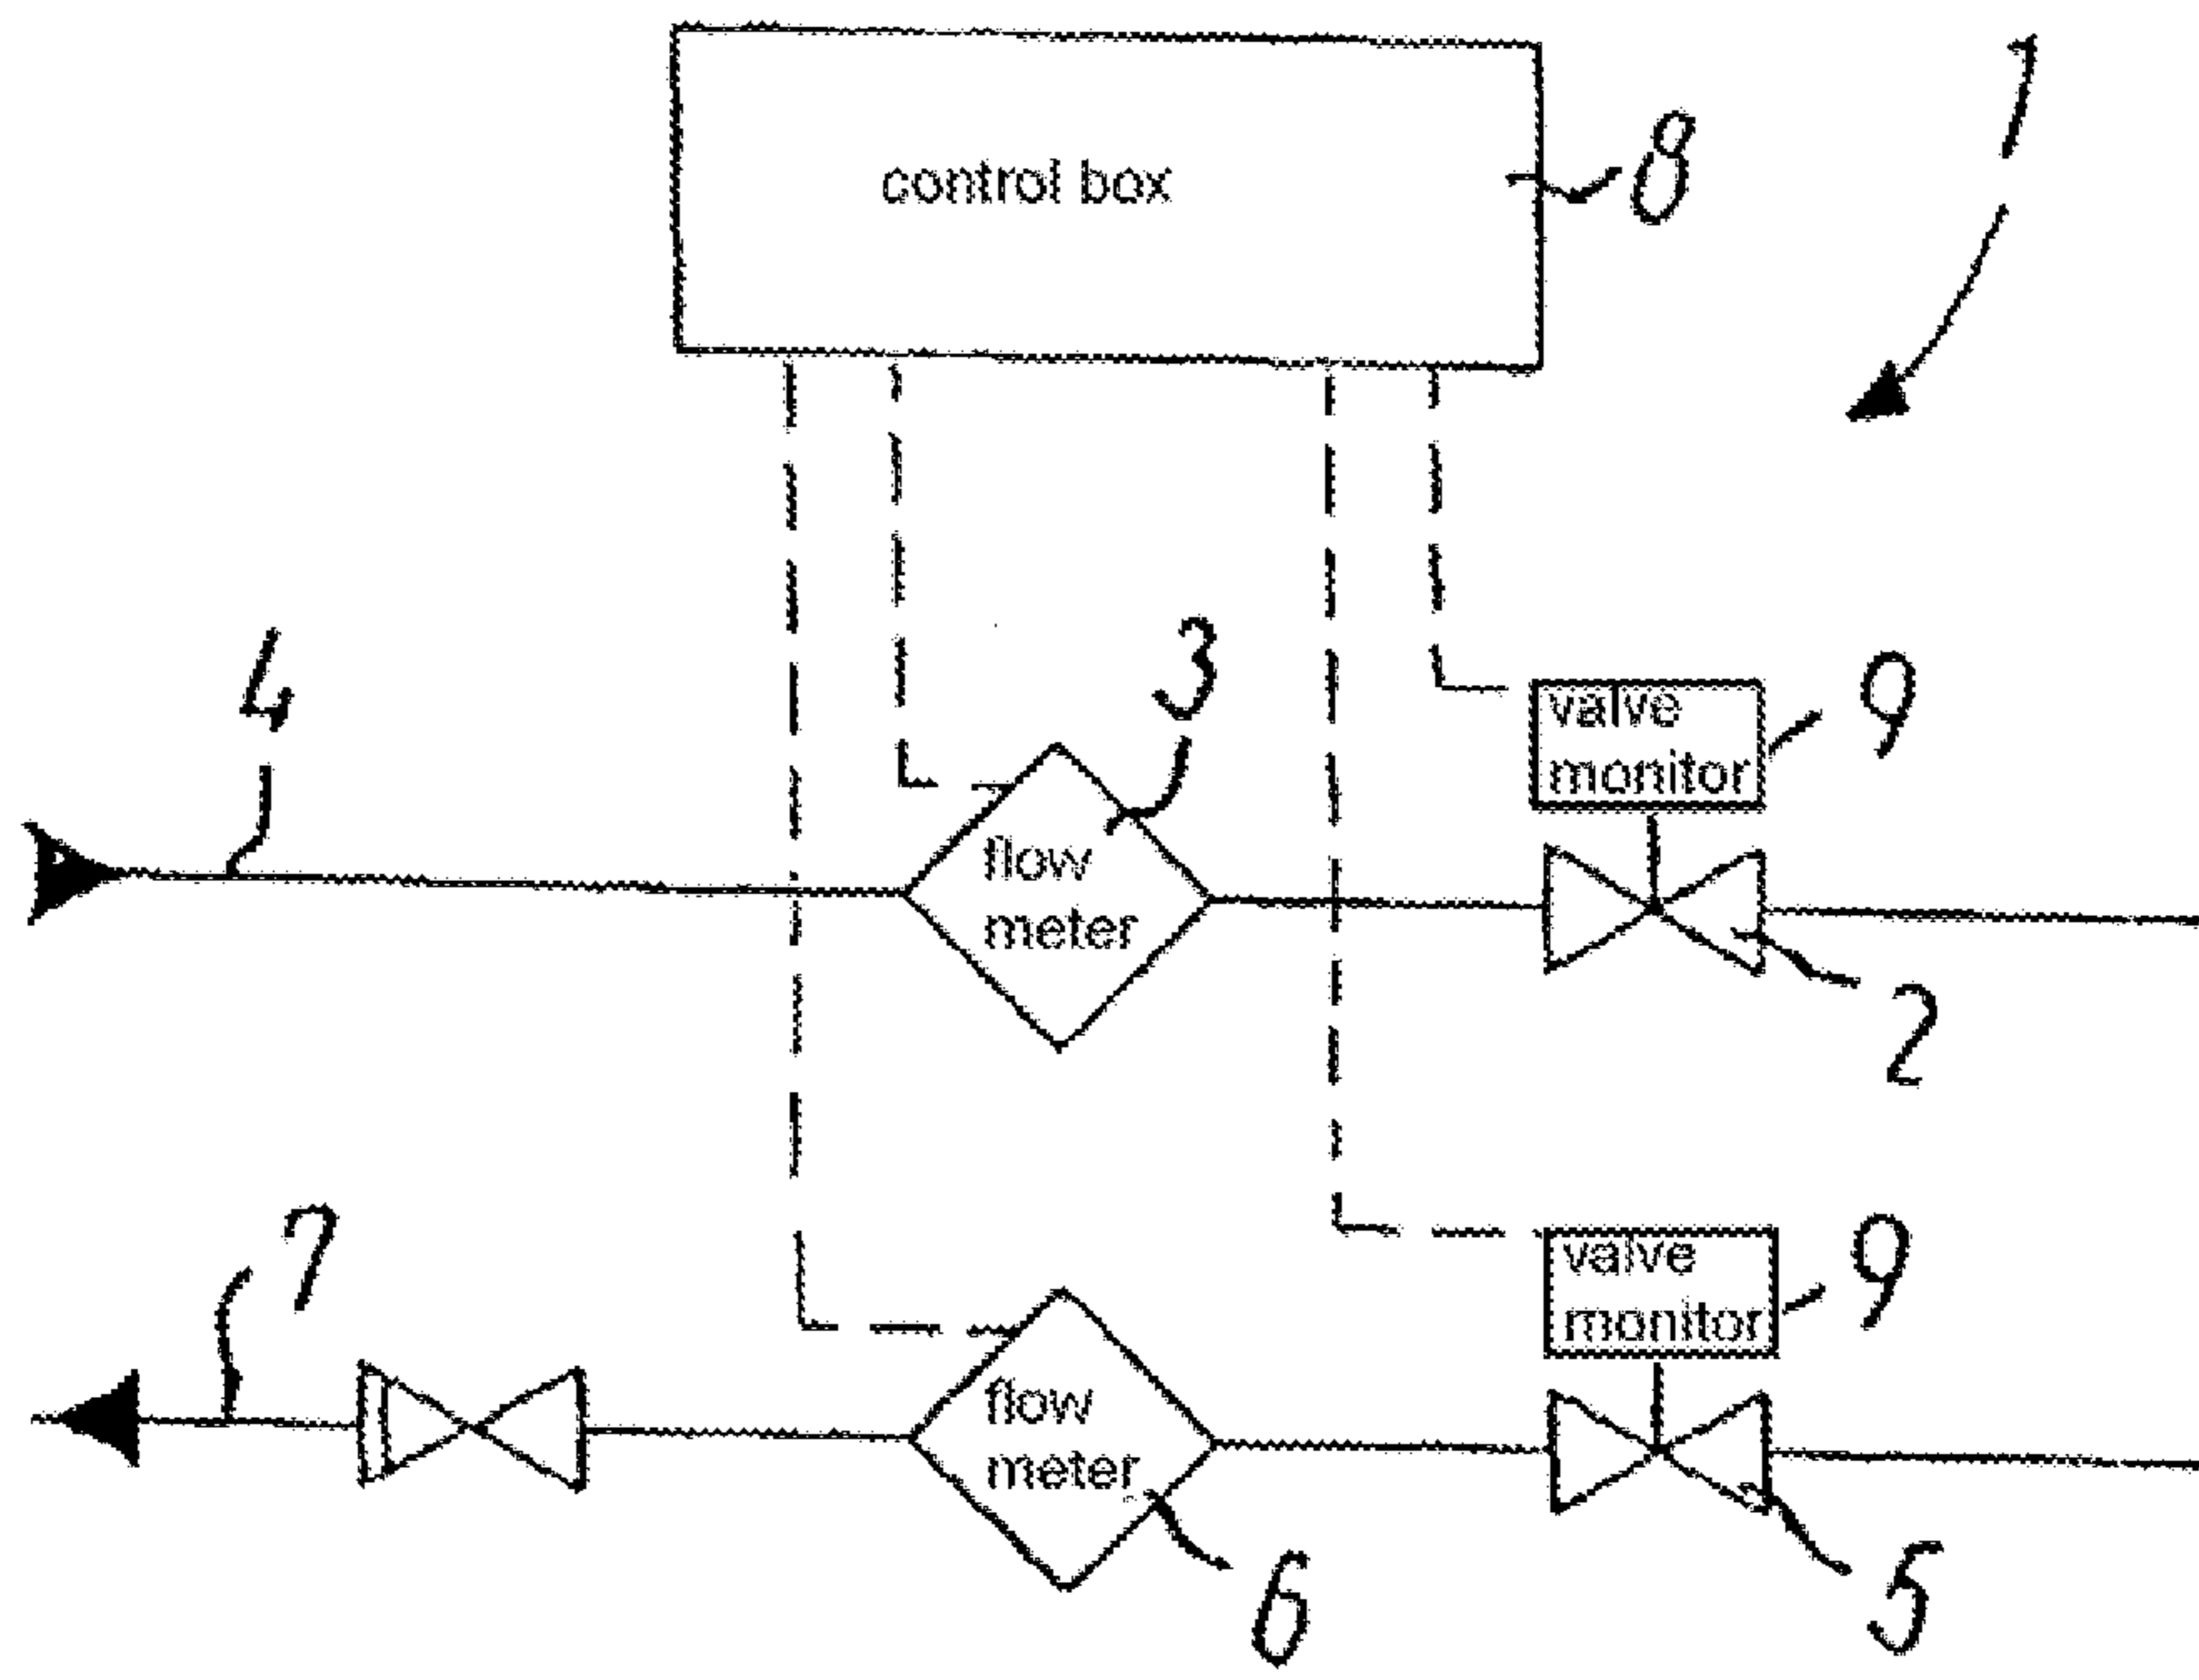 1
control box
8
4
3
valve
monitor
9
flow
meter
2
7
valve
monitor
9
flow
meter
6
5